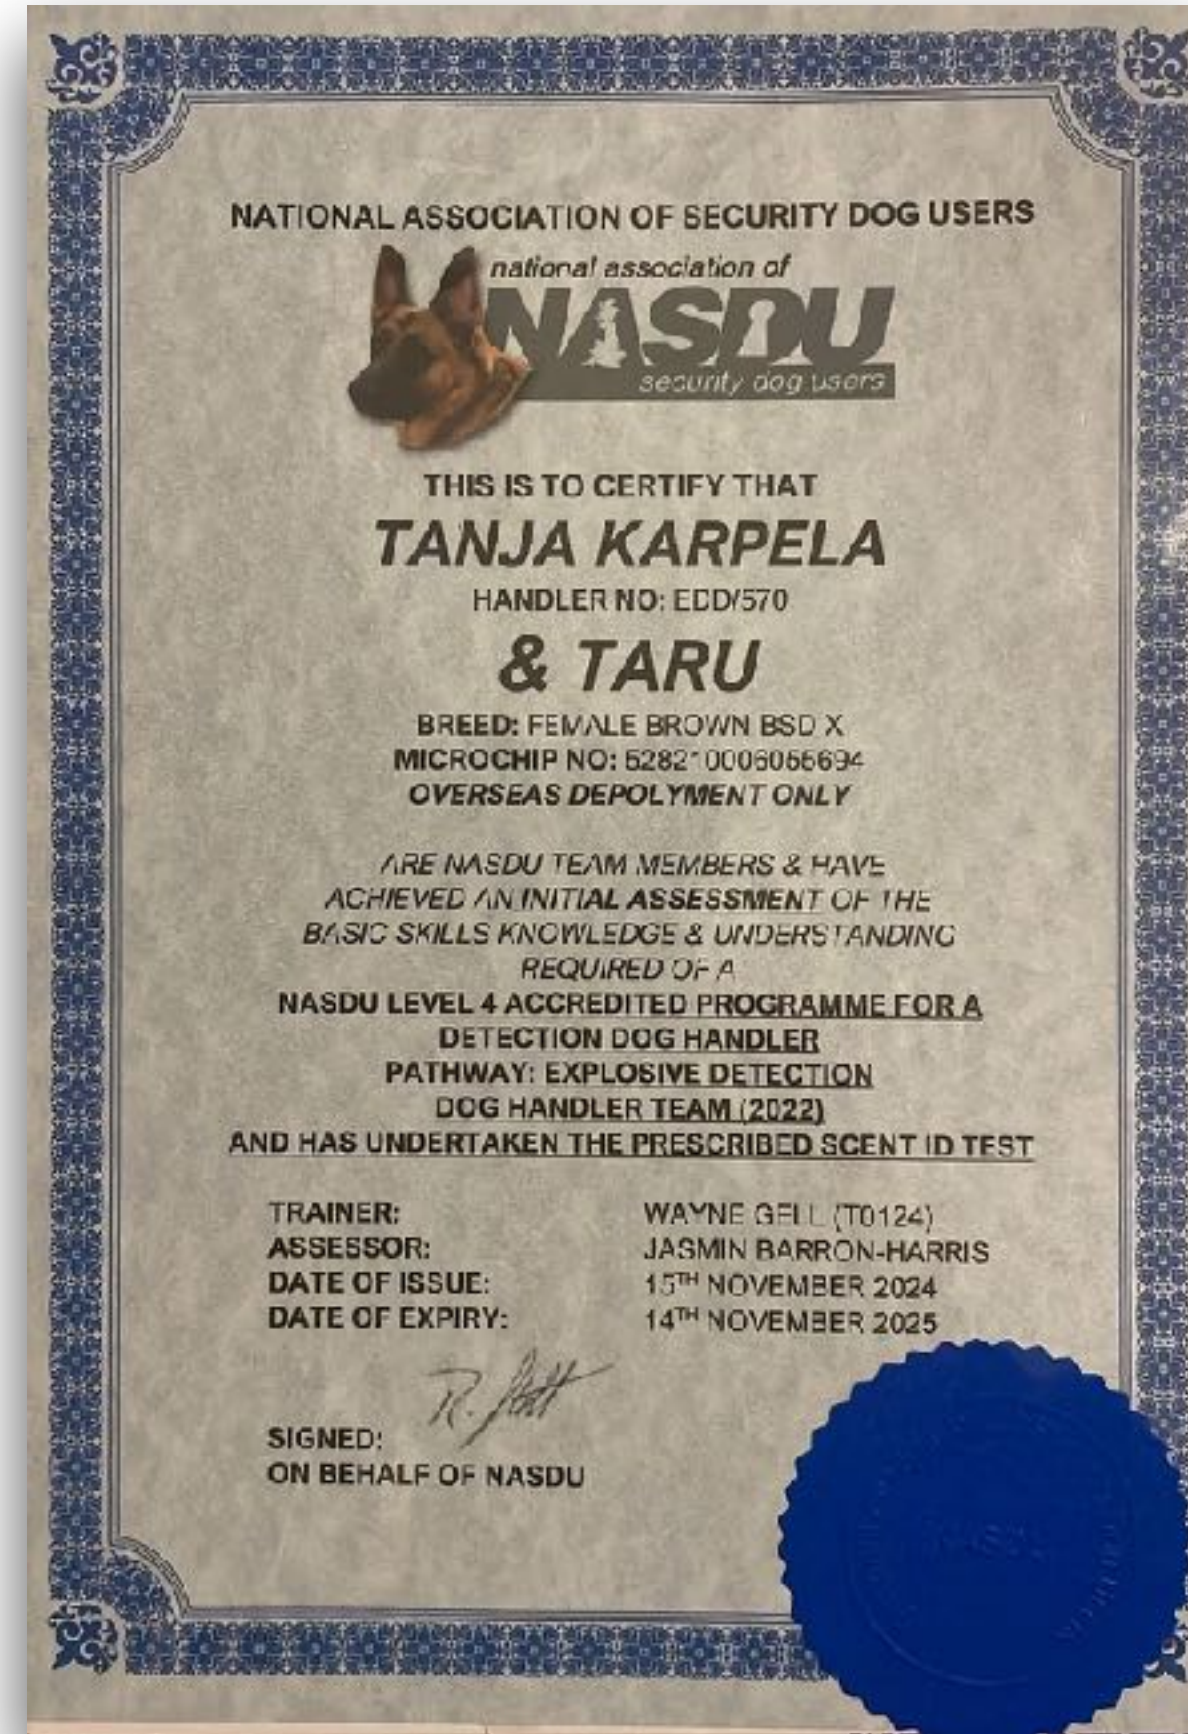 NATIONAL ASSOCIATION OF SECURITY DOG USERS
national association of
NASDU
security dog users
THIS IS TO CERTIFY THAT
TANJA KARPELA
HANDLER NO: EDD/570
& TARU
BREED: FEMALE BROWN BSD X
MICROCHIP NO:
OVERSEAS DEPOLYMENT ONLY
ARE NASDU TEAM MEMBERS & HAVE
ACHIEVED AN INITIAL ASSESSMENT OF THE
BASIC SKILLS KNOWLEDGE & UNDERSTANDING
REQUIRED OF A
NASDU LEVEL 4 ACCREDITED PROGRAMME FOR A
DETECTION DOG HANDLER
PATHWAY: EXPLOSIVE DETECTION
DOG HANDLER TEAM (2022)
AND HAS UNDERTAKEN THE PRESCRIBED SCENT ID TEST
TRAINER: WAYNE GELL (T0124)
ASSESSOR: JASMIN BARRON-HARRIS
DATE OF ISSUE: 15TH NOVEMBER 2024
DATE OF EXPIRY: 14TH NOVEMBER 2025
SIGNED:
ON BEHALF OF NASDU